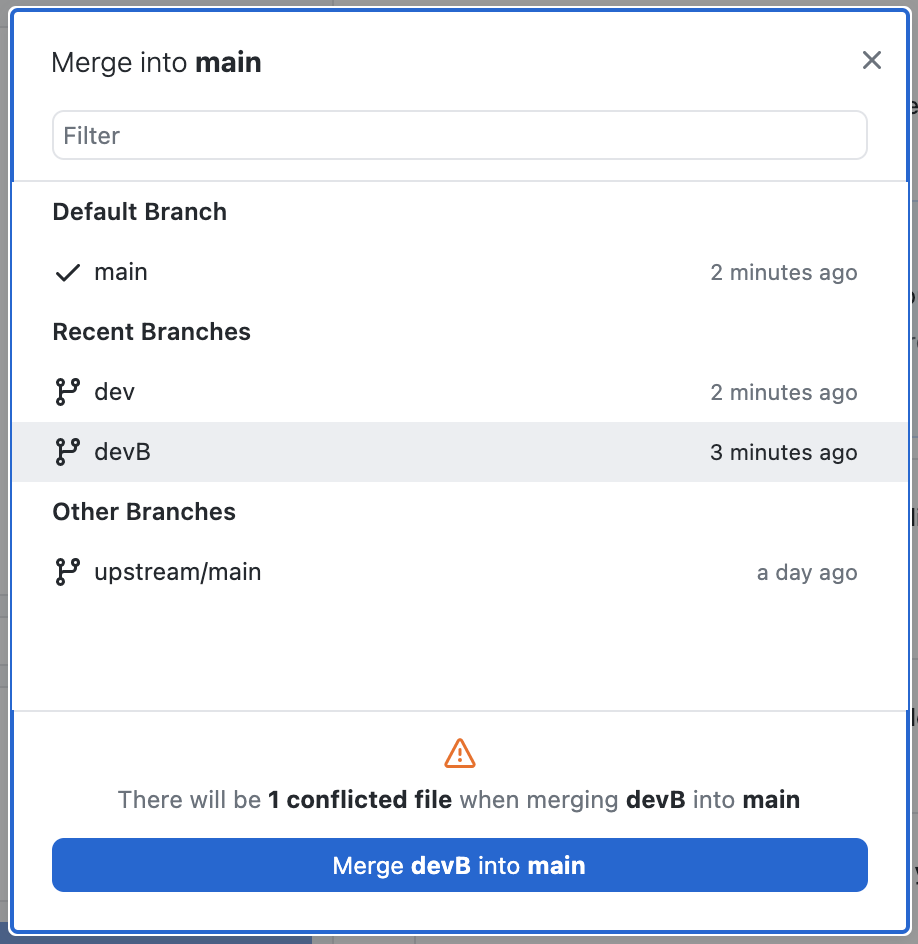 Merge into main
Filter
Default Branch
main 2 minutes ago
Recent Branches
dev 2 minutes ago
devB 3 minutes ago
Other Branches
upstream/main a day ago
There will be 1 conflicted file when merging devB into main
Merge devB into main